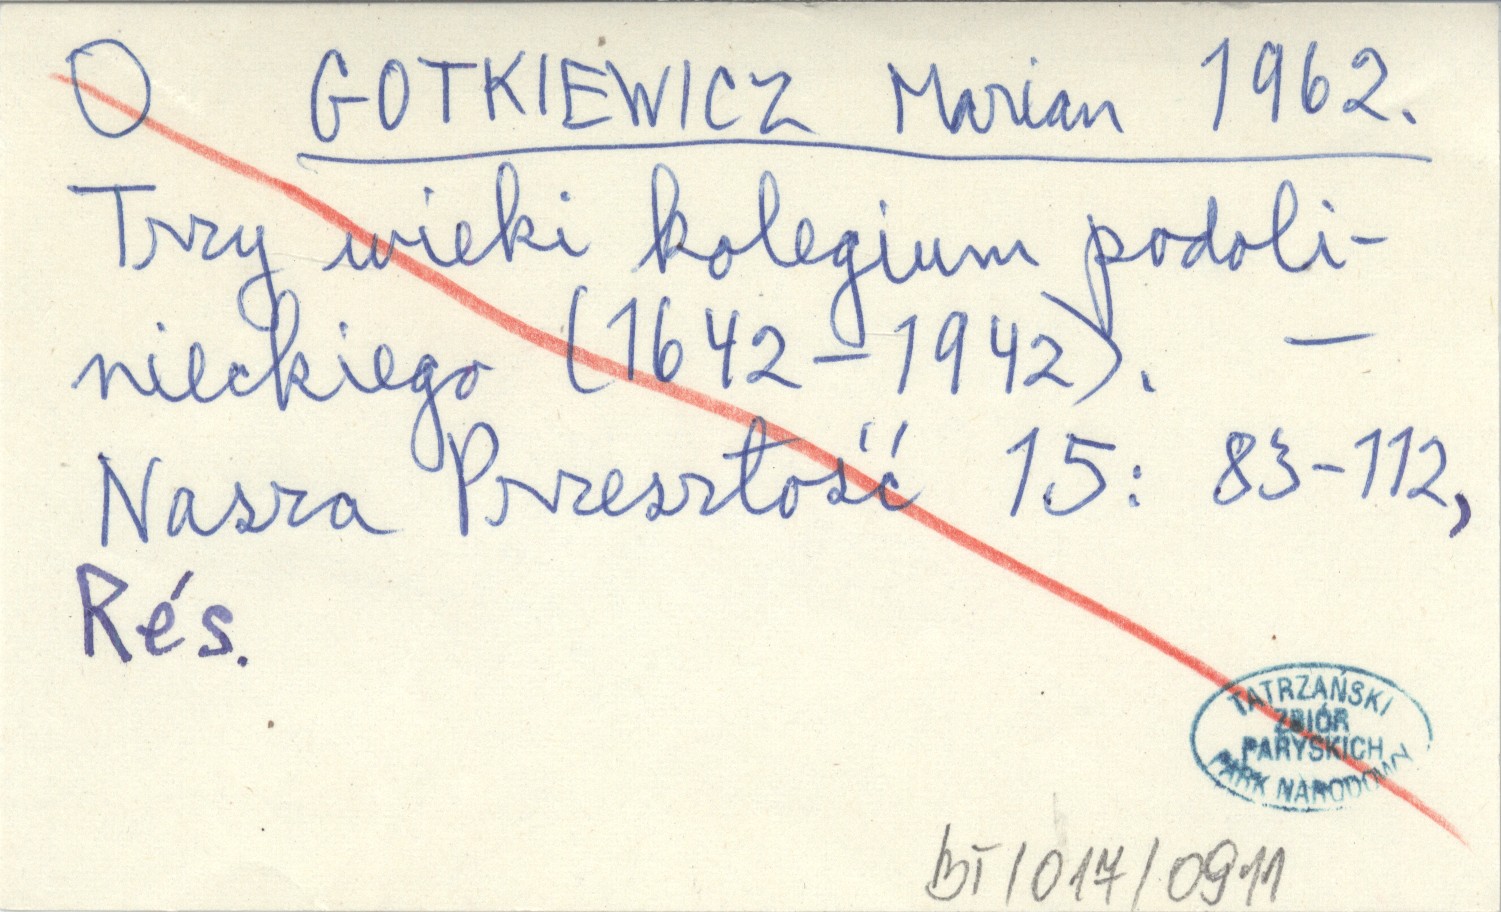 O GOTKIEWICZ Marian 1962.
Trzy wieki kolegium podoli-
nieckiego (1642-1942). —
Nasza Przeszłość 15: 83-112,
Rés.
TATRZAŃSKI
ZBIÓR
PARYSKICH
PARK NARODOWY
BI/017/0911